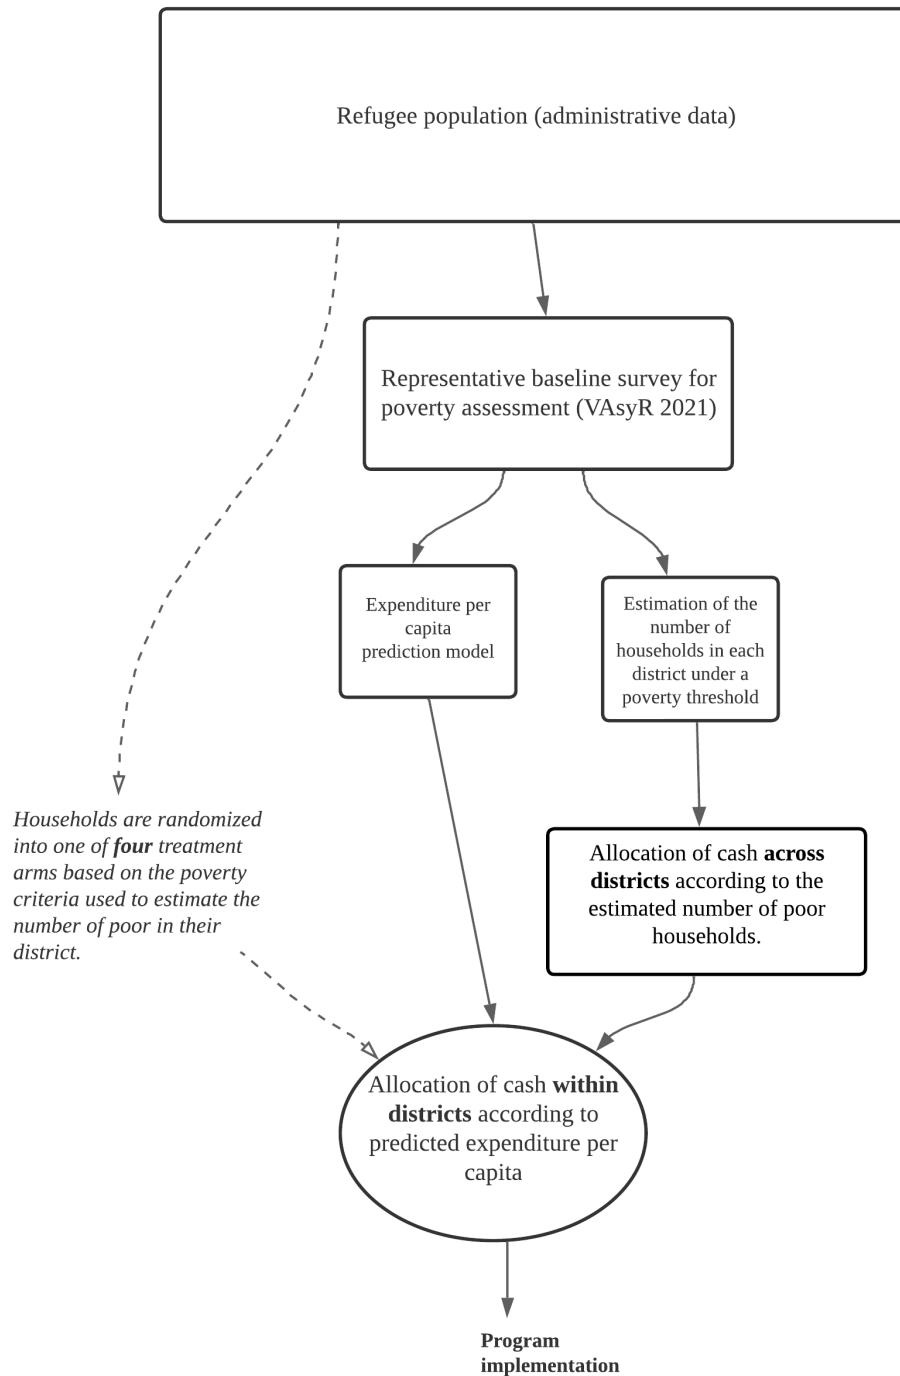 Refugee population (administrative data)
Representative baseline survey for
poverty assessment (VAsyR 2021)
Expenditure per
capita
prediction model
Estimation of the
number of
households in each
district under a
poverty threshold
Households are randomized
into one of four treatment
arms based on the poverty
criteria used to estimate the
number of poor in their
district.
Allocation of cash across
districts according to the
estimated number of poor
households.
Allocation of cash within
districts according to
predicted expenditure per
capita
Program
implementation